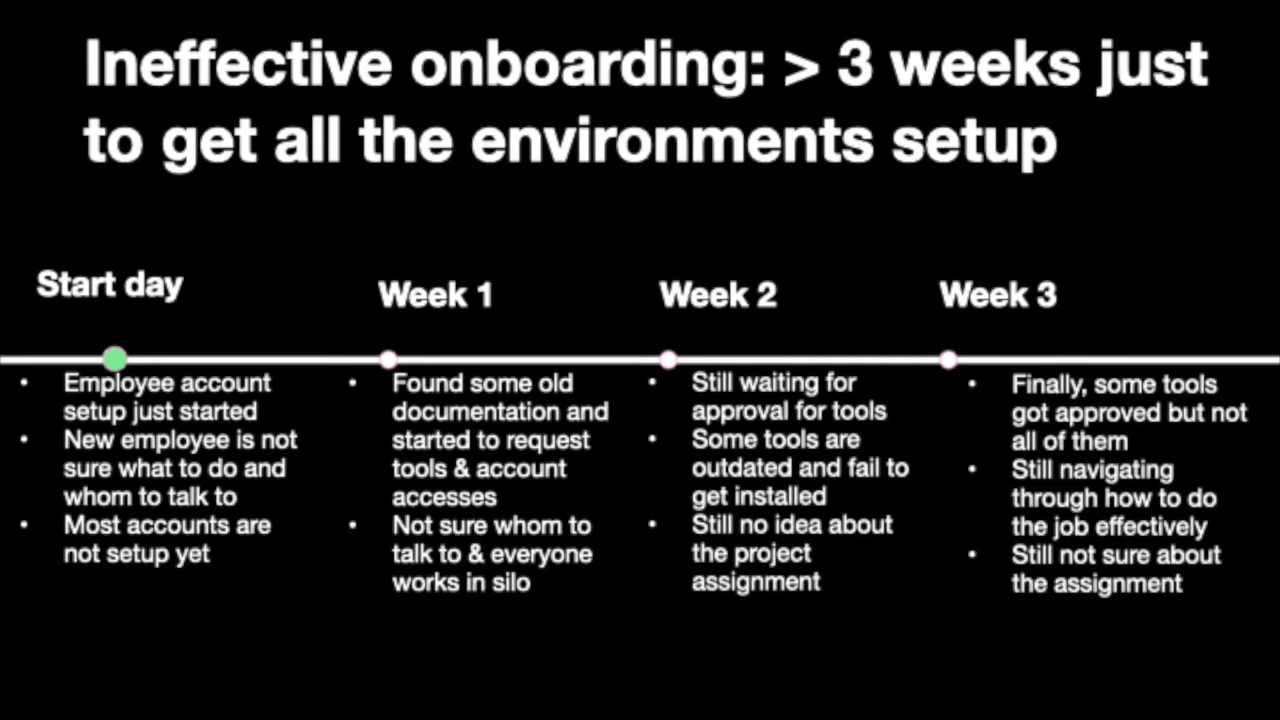 Ineffective onboarding: > 3 weeks just
to get all the environments setup
Start day
• Employee account
setup just started
• New employee is not
sure what to do and
whom to talk to
• Most accounts are
not setup yet
Week 1
• Found some old
documentation and
started to request
tools & account
accesses
• Not sure whom to
talk to & everyone
works in silo
Week 2
• Still waiting for
approval for tools
• Some tools are
outdated and fail to
get installed
• Still no idea about
the project
assignment
Week 3
• Finally, some tools
got approved but not
all of them
• Still navigating
through how to do
the job effectively
• Still not sure about
the assignment